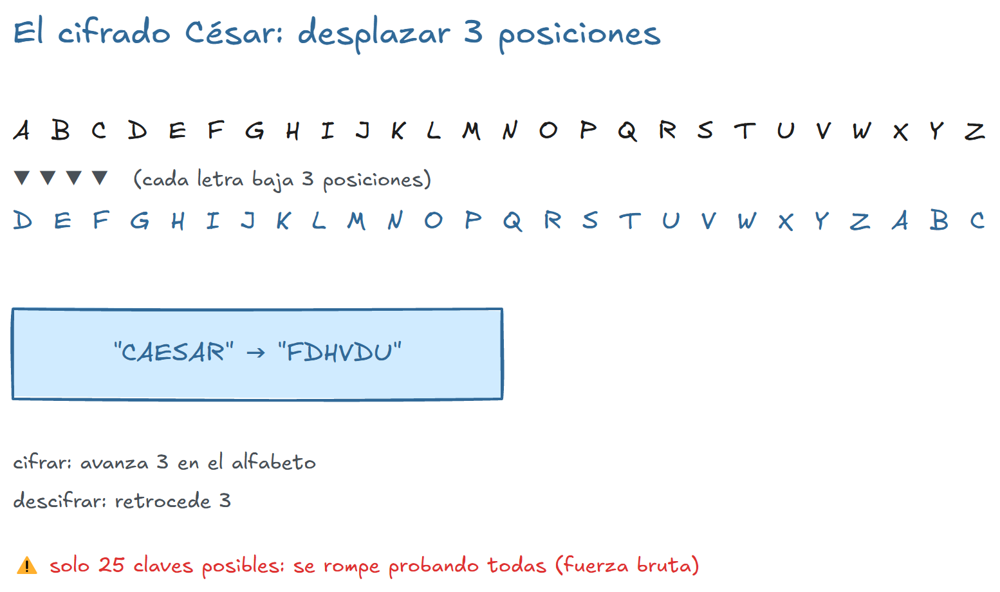 El cifrado César: desplazar 3 posiciones
A B C D E F G H I J K L M N O P Q R S T U V W X Y Z
▼ ▼ ▼ ▼ (cada letra baja 3 posiciones)
D E F G H I J K L M N O P Q R S T U V W X Y Z A B C
"CAESAR" → "FDHVDU"
cifrar: avanza 3 en el alfabeto
descifrar: retrocede 3
⚠️ solo 25 claves posibles: se rompe probando todas (fuerza bruta)